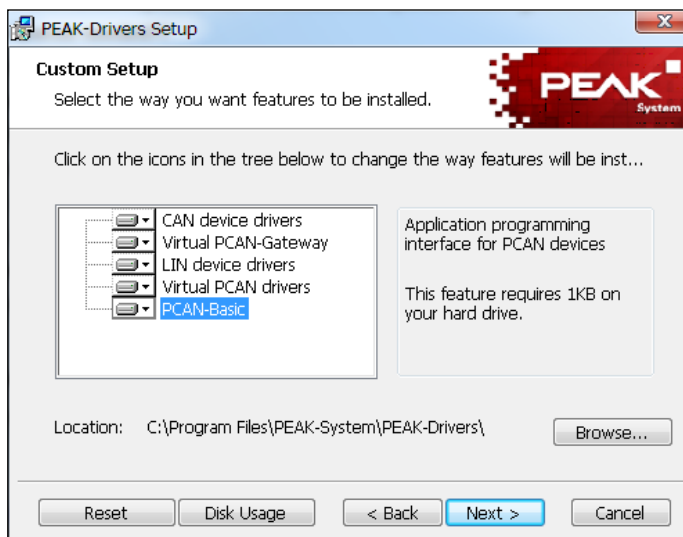 PEAK-Drivers Setup
Custom Setup
Select the way you want features to be installed.
PEAK
System
Click on the icons in the tree below to change the way features will be inst...
CAN device drivers
Virtual PCAN-Gateway
LIN device drivers
Virtual PCAN drivers
PCAN-Basic
Application programming
interface for PCAN devices
This feature requires 1KB on
your hard drive.
Location: C:\Program Files\PEAK-System\PEAK-Drivers\
Browse...
Reset Disk Usage < Back Next > Cancel